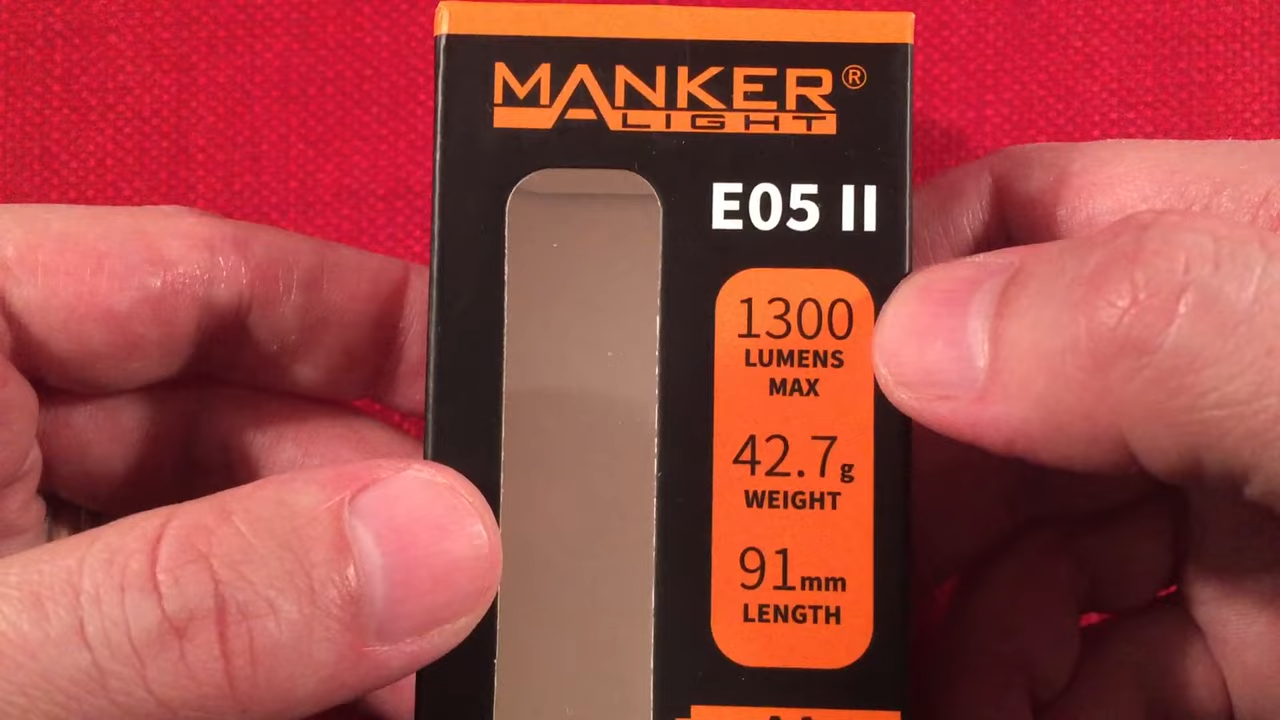 MANKER®
LIGHT
E05 II
1300
LUMENS
MAX
42.7g
WEIGHT
91mm
LENGTH